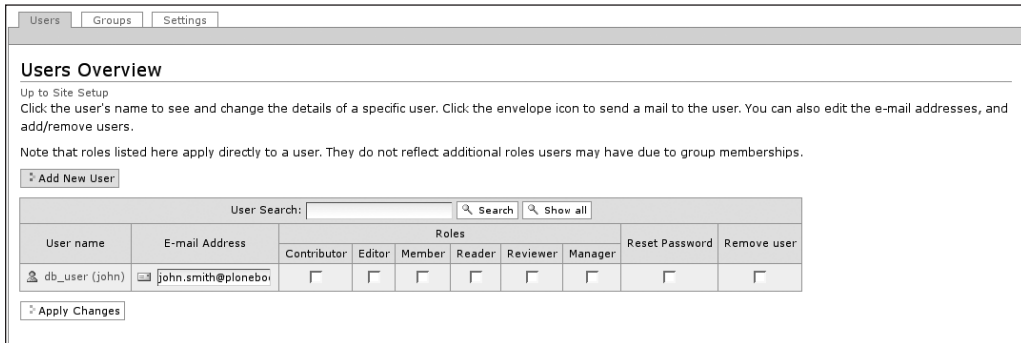 Users Groups Settings
Users Overview
Up to Site Setup
Click the user's name to see and change the details of a specific user. Click the envelope icon to send a mail to the user. You can also edit the e-mail addresses, and
add/remove users.
Note that roles listed here apply directly to a user. They do not reflect additional roles users may have due to group memberships.
Add New User
User Search: Search Show all
User name E-mail Address Roles Reset Password Remove user
Contributor Editor Member Reader Reviewer Manager
db_user (john) john.smith@ploneboo
Apply Changes